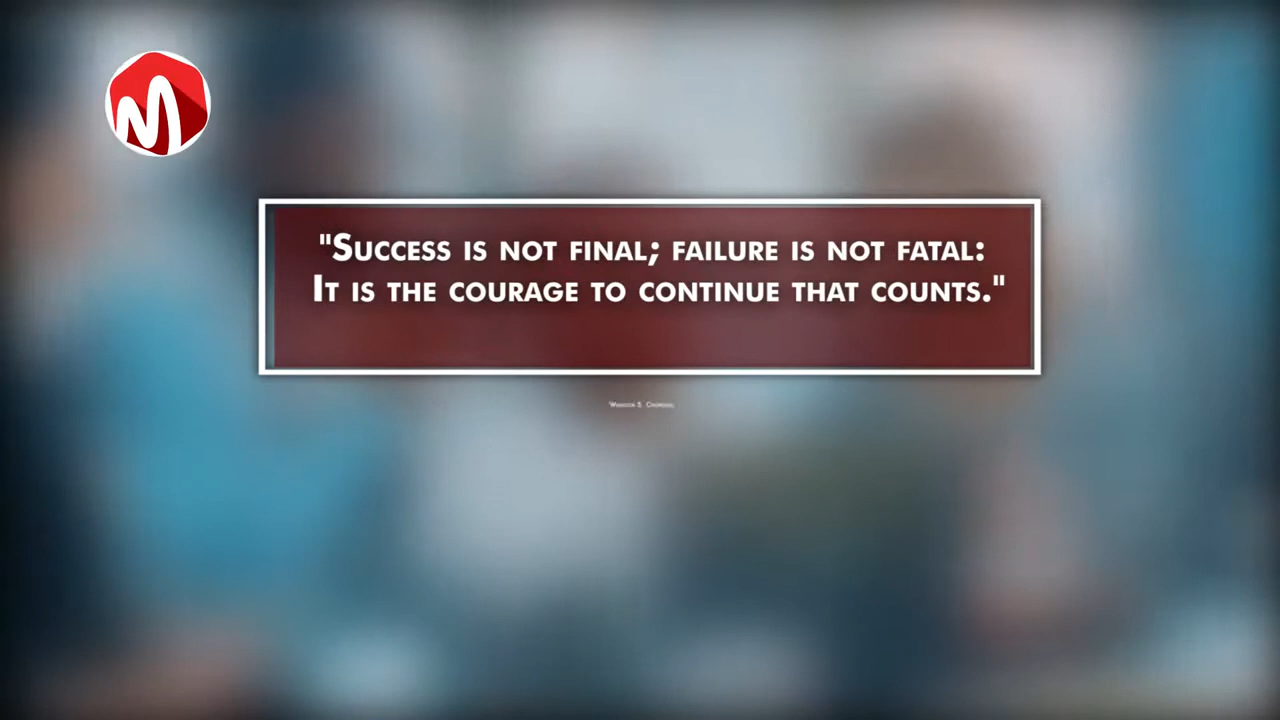 "Success is not final; failure is not fatal:
It is the courage to continue that counts."